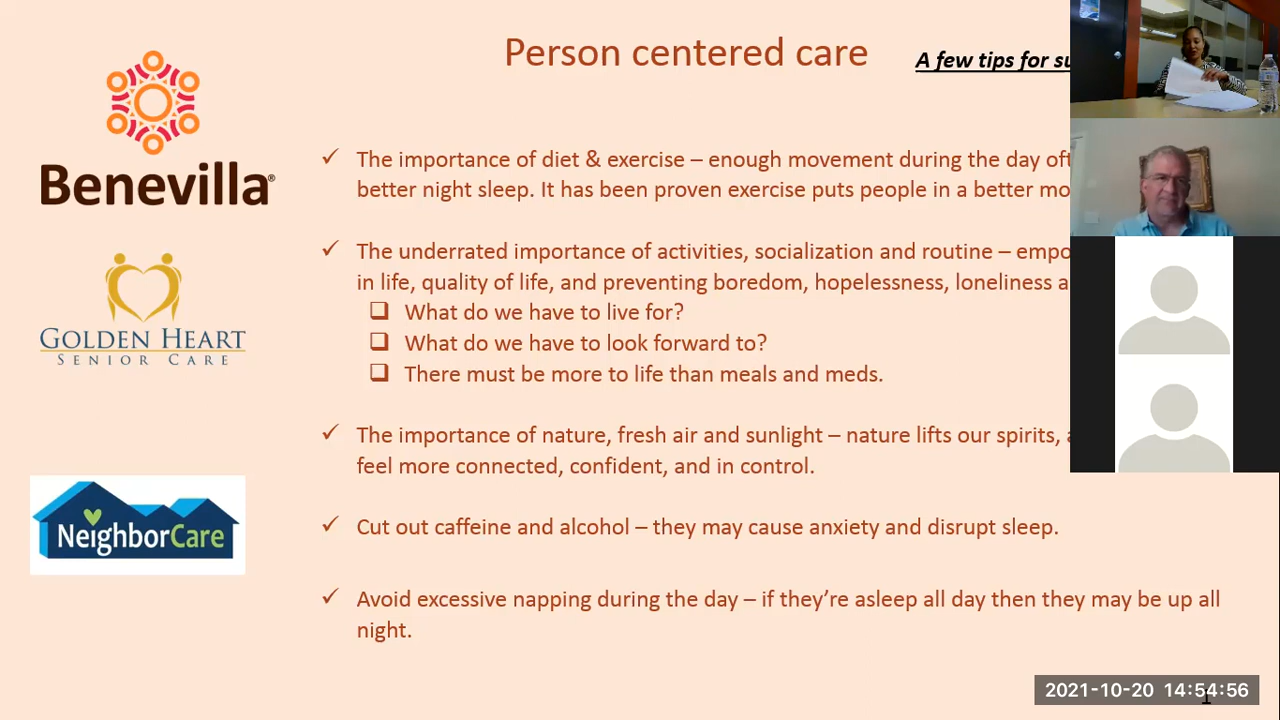 Person centered care
A few tips for
The importance of diet & exercise – enough movement during the day
better night sleep. It has been proven exercise puts people in a better
The underrated importance of activities, socialization and routine –
in life, quality of life, and preventing boredom, hopelessness, loneliness
What do we have to live for?
What do we have to look forward to?
There must be more to life than meals and meds.
The importance of nature, fresh air and sunlight – nature lifts our spirits,
feel more connected, confident, and in control.
Cut out caffeine and alcohol – they may cause anxiety and disrupt sleep.
Avoid excessive napping during the day – if they’re asleep all day then they may be up all
night.
Benevilla®
GOLDEN HEART
SENIOR CARE
NeighborCare
2021-10-20 14:54:56
1